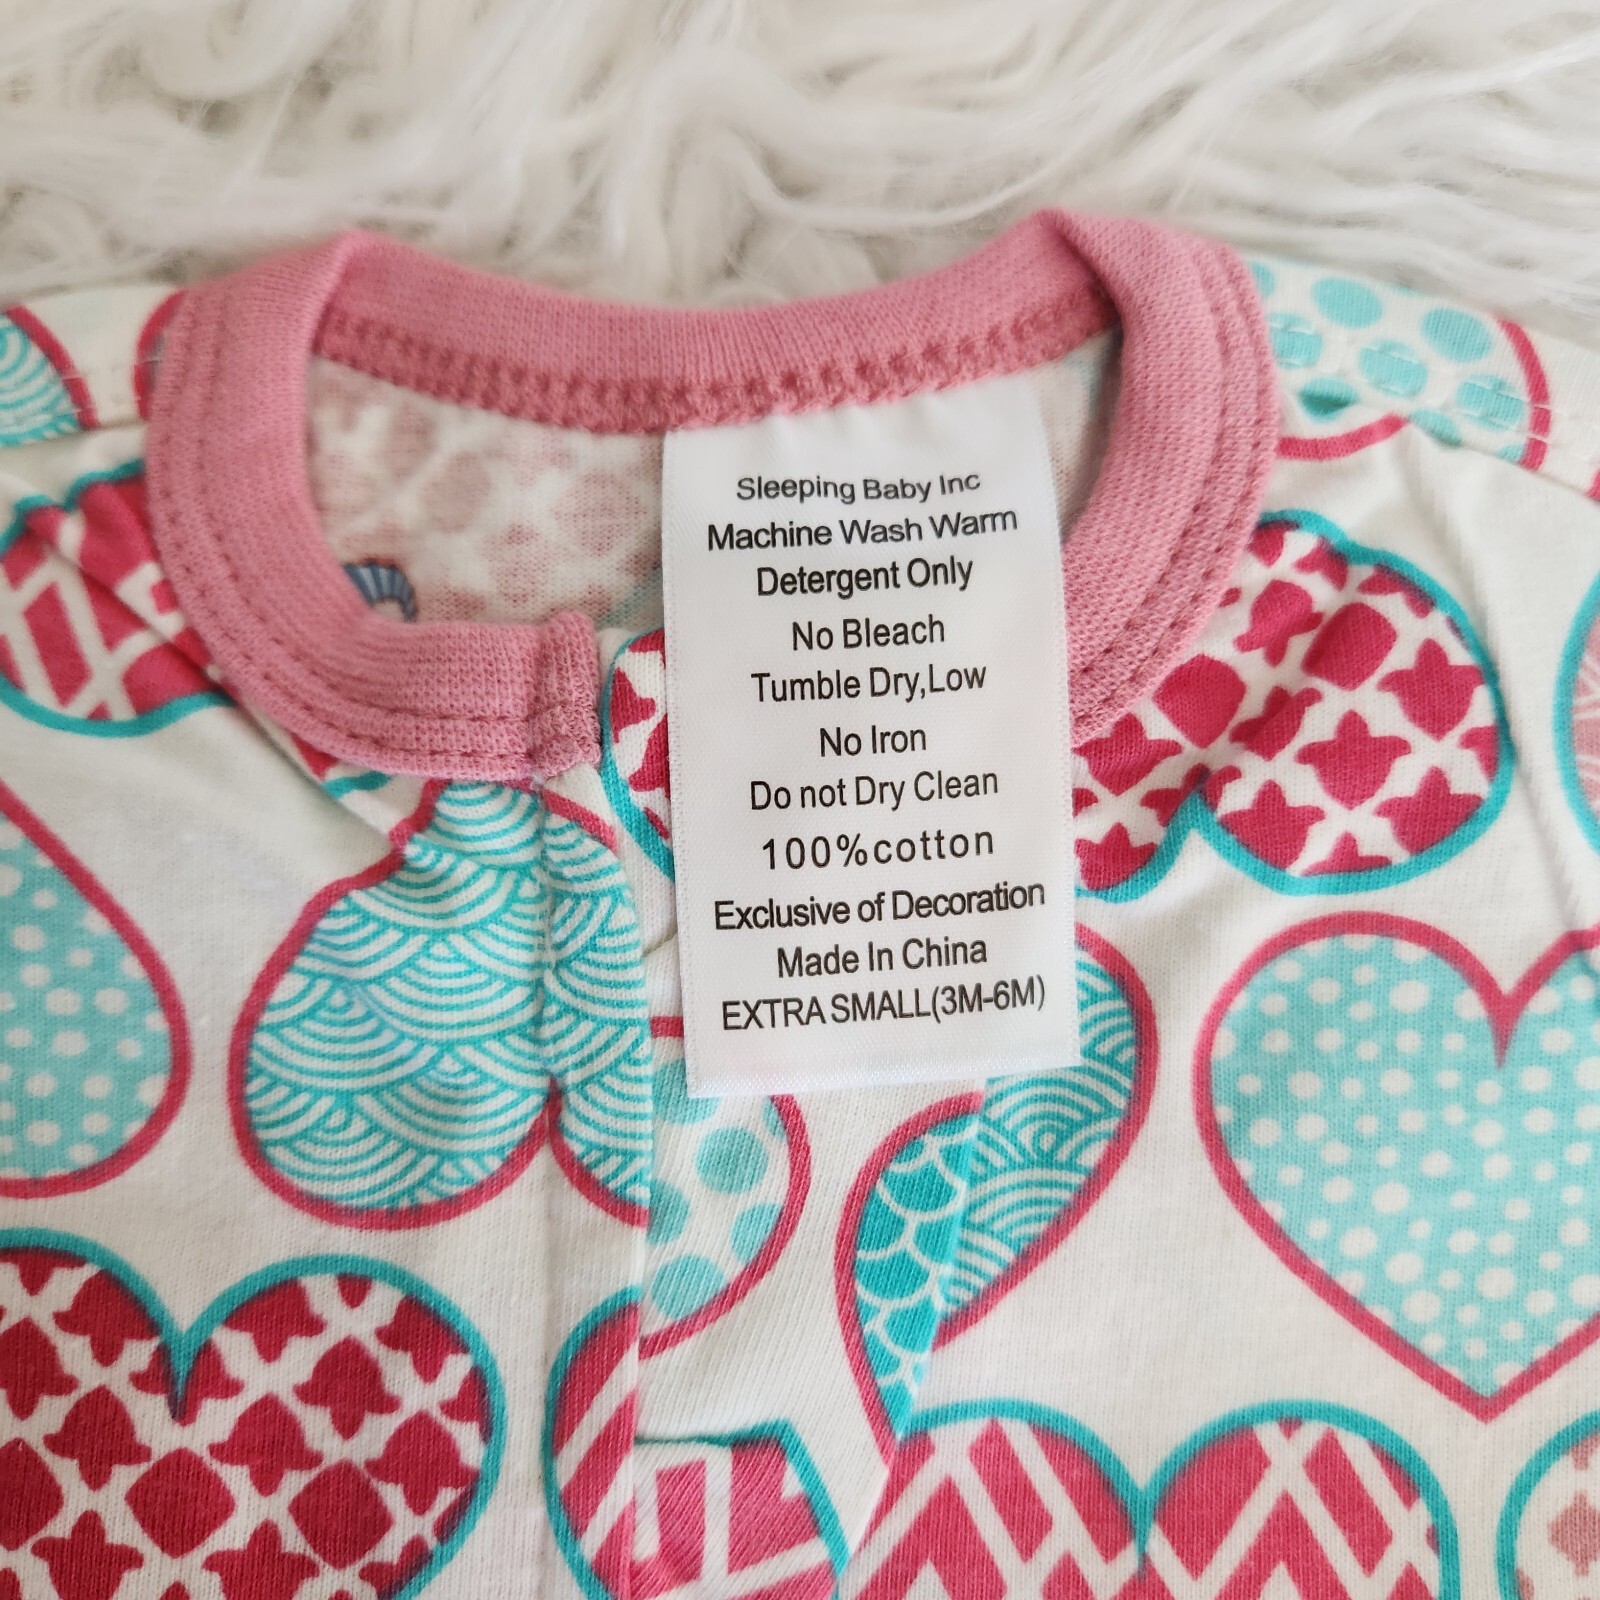 Sleeping Baby Inc
Machine Wash Warm
Detergent Only
No Bleach
Tumble Dry,Low
No Iron
Do not Dry Clean
100%cotton
Exclusive of Decoration
Made In China
EXTRA SMALL(3M-6M)